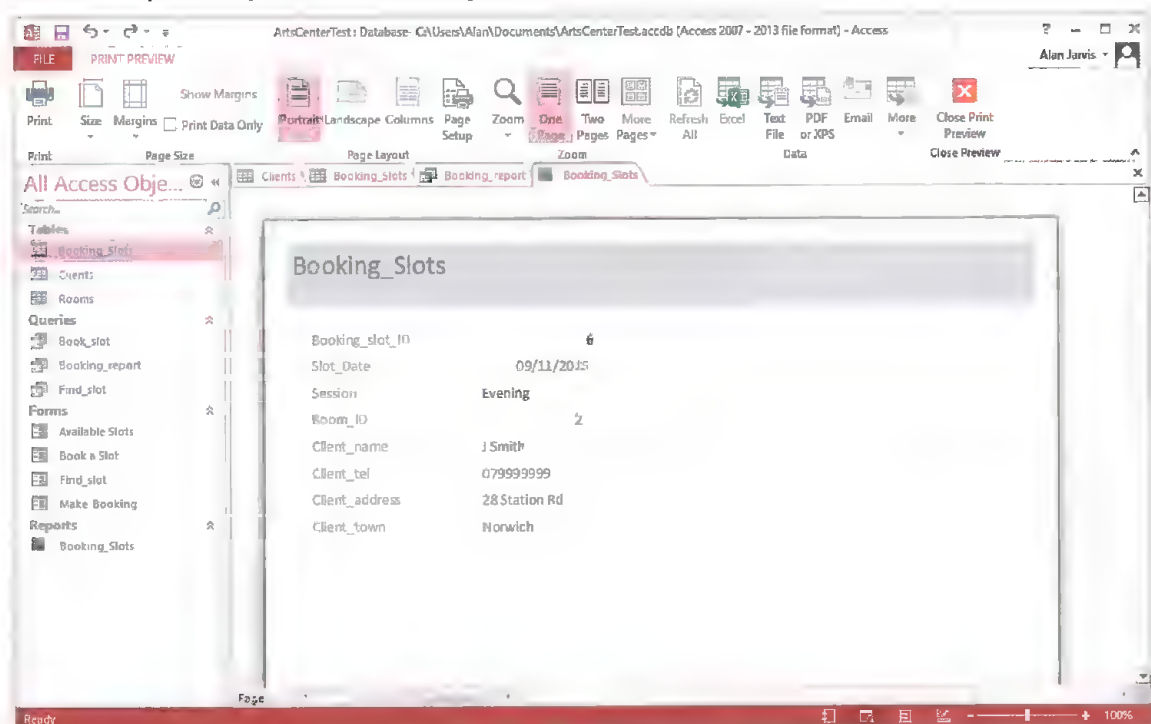 ArtsCenterTest : Database- C:\Users\Alan\Documents\ArtsCenterTest.accdb (Access 2007 - 2013 file format) - Access
FILE PRINT PREVIEW
Alan Jarvis
Print Size Margins Show Margins Print Data Only Portrait Landscape Columns Page Setup Zoom One Page Two Pages More Pages Refresh All Excel Text File PDF or XPS Email More Close Print Preview
Print Page Size Page Layout Zoom Data Close Preview
All Access Obje...
Clients Booking_Slots Booking_report Booking_Slots
Search...
Tables
Booking_Slots
Clients
Rooms
Queries
Book_slot
Booking_report
Find_slot
Forms
Available Slots
Book a Slot
Find_slot
Make Booking
Reports
Booking_Slots
Booking_Slots
Booking_slot_ID 6
Slot_Date 09/11/2015
Session Evening
Room_ID 2
Client_name J Smith
Client_tel 079999999
Client_address 28 Station Rd
Client_town Norwich
Page
Ready 100%